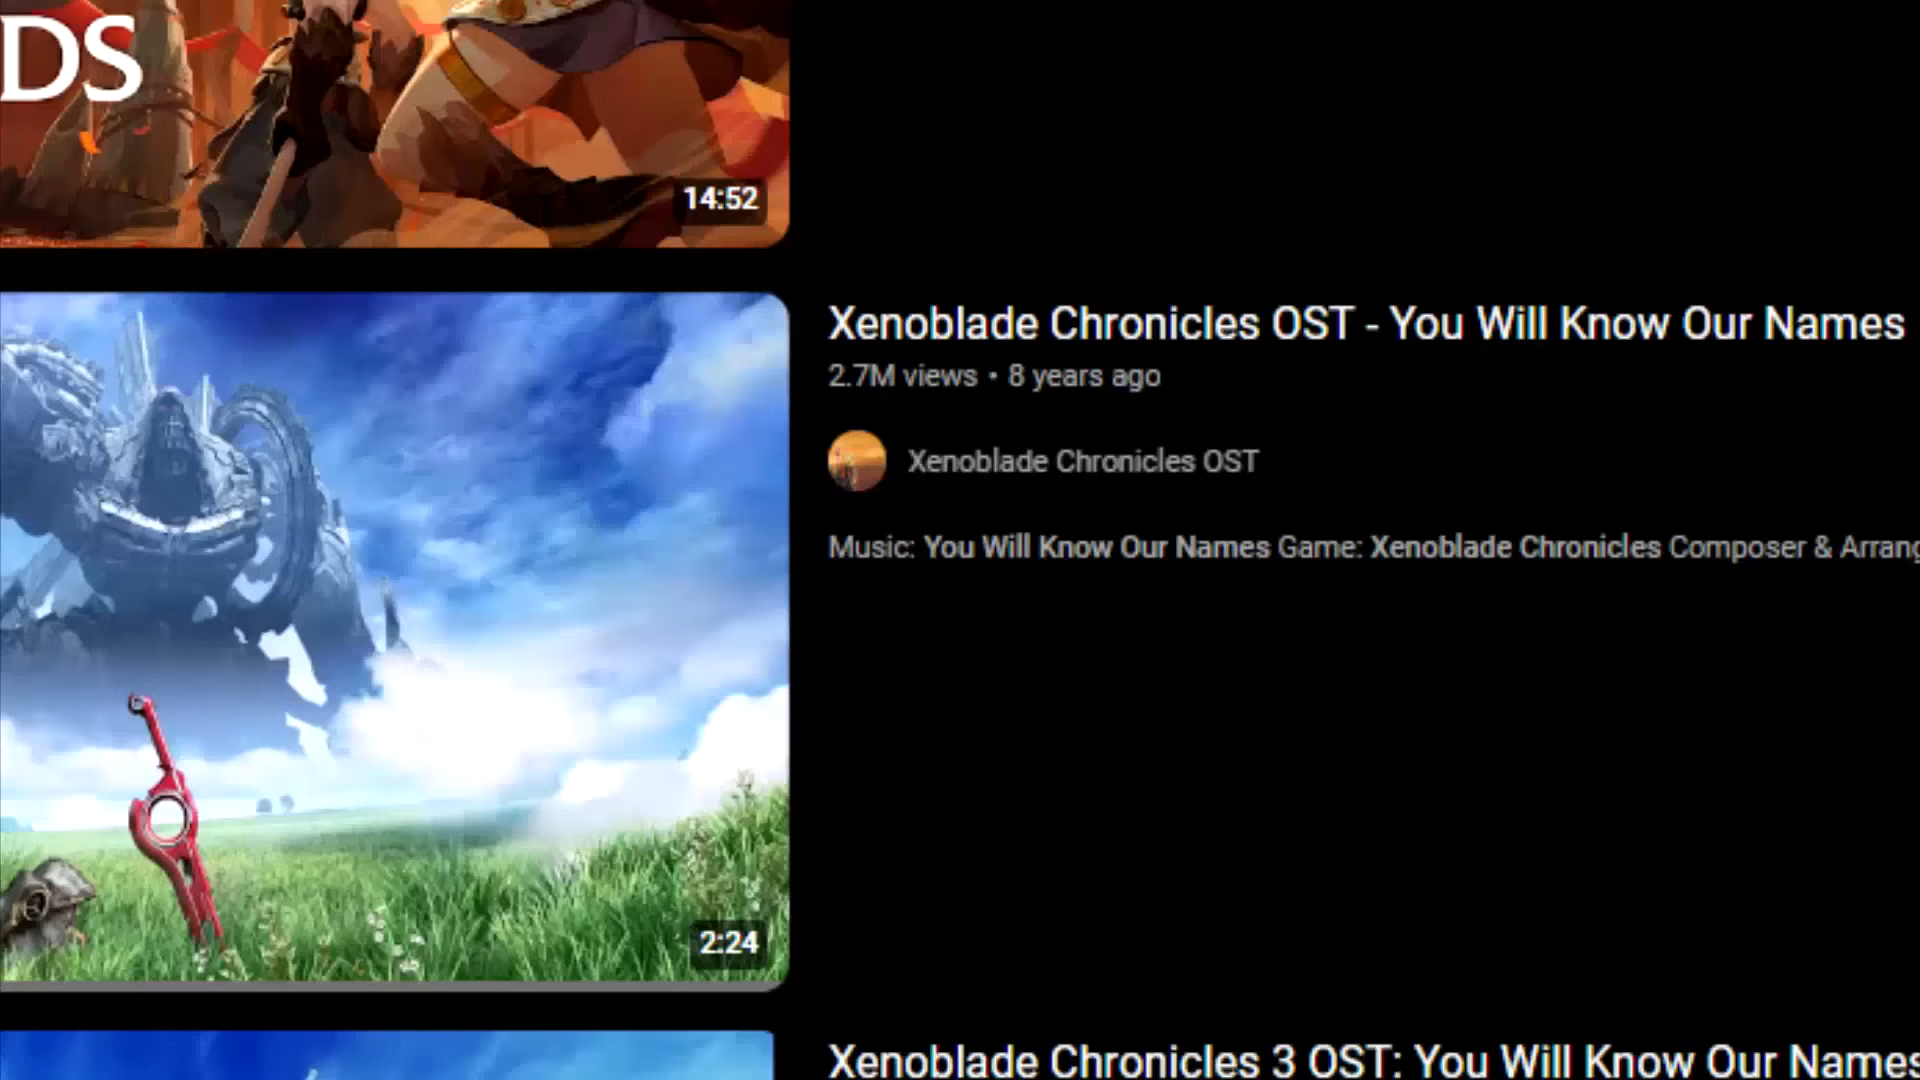 DS
14:52
Xenoblade Chronicles OST - You Will Know Our Names
2.7M views • 8 years ago
Xenoblade Chronicles OST
Music: You Will Know Our Names Game: Xenoblade Chronicles Composer & Arrang
2:24
Xenoblade Chronicles 3 OST: You Will Know Our Names